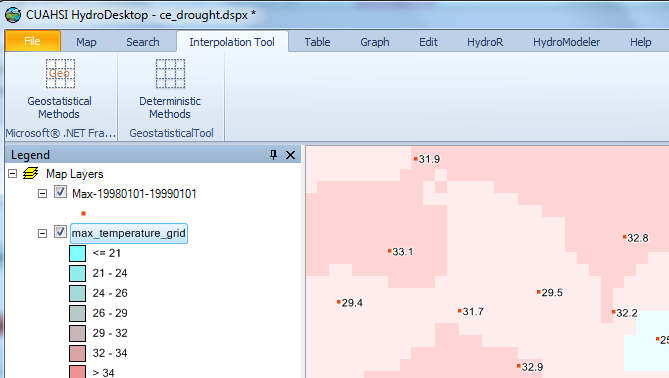 CUAHSI HydroDesktop - ce_drought.dspx *
File Map Search Interpolation Tool Table Graph Edit HydroR HydroModeler Help
Geo
Geostatistical Methods
Deterministic Methods
Microsoft® .NET Fra... GeostatisticalTool
Legend
Map Layers
Max-19980101-19990101
max_temperature_grid
<= 21
21 - 24
24 - 26
26 - 29
29 - 32
32 - 34
> 34
31.9
32.8
33.1
29.5
29.4
31.7
32.2
25
32.9